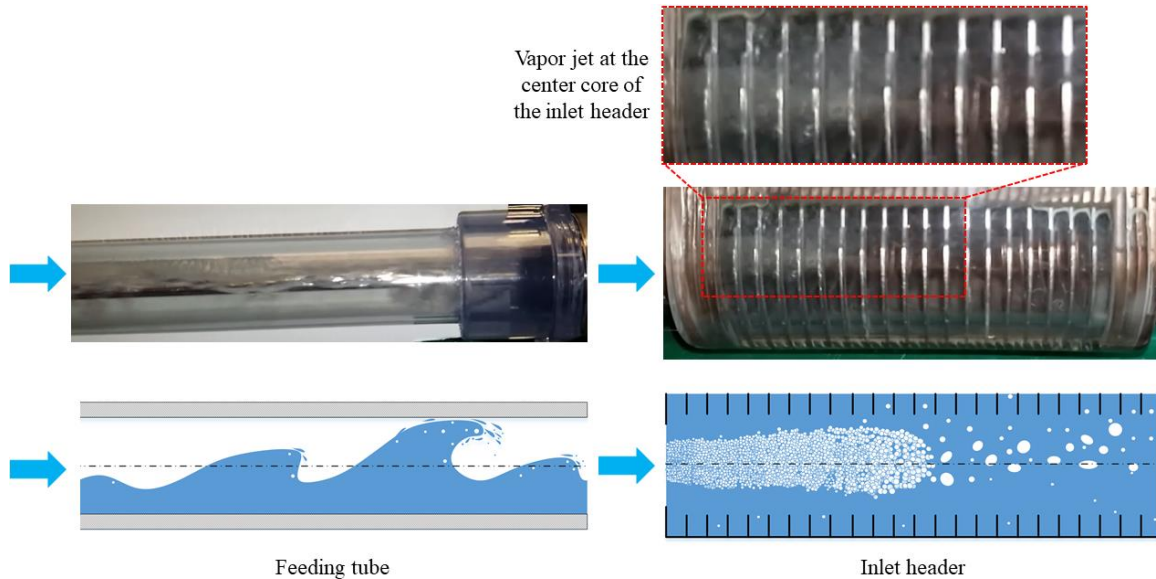 Vapor jet at the
center core of
the inlet header
Feeding tube
Inlet header